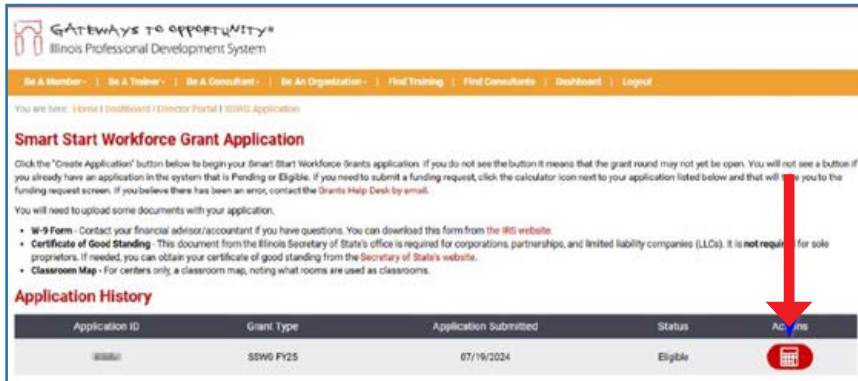 GATEWAYS TO OPPORTUNITY®
Illinois Professional Development System
Be A Member | Be A Trainer | Be A Consultant | Be An Organization | Find Training | Find Consultants | Dashboard | Logout
You are here: Home | Dashboard | Director Portal | SSWG Application
Smart Start Workforce Grant Application
Click the "Create Application" button below to begin your Smart Start Workforce Grants application. If you do not see the button it means that the grant round may not yet be open. You will not see a button if
you already have an application in the system that is Pending or Eligible. If you need to submit a funding request, click the calculator icon next to your application listed below and that will take you to the
funding request screen. If you believe there has been an error, contact the Grants Help Desk by email.
You will need to upload some documents with your application.
• W-9 Form - Contact your financial advisor/accountant if you have questions. You can download this form from the IRS website.
• Certificate of Good Standing - This document from the Illinois Secretary of State's office is required for corporations, partnerships, and limited liability companies (LLCs). It is not required for sole
proprietors. If needed, you can obtain your certificate of good standing from the Secretary of State's website.
• Classroom Map - For centers only, a classroom map, noting what rooms are used as classrooms.
Application History
Application ID Grant Type Application Submitted Status Actions
SSWG FY25 07/19/2024 Eligible